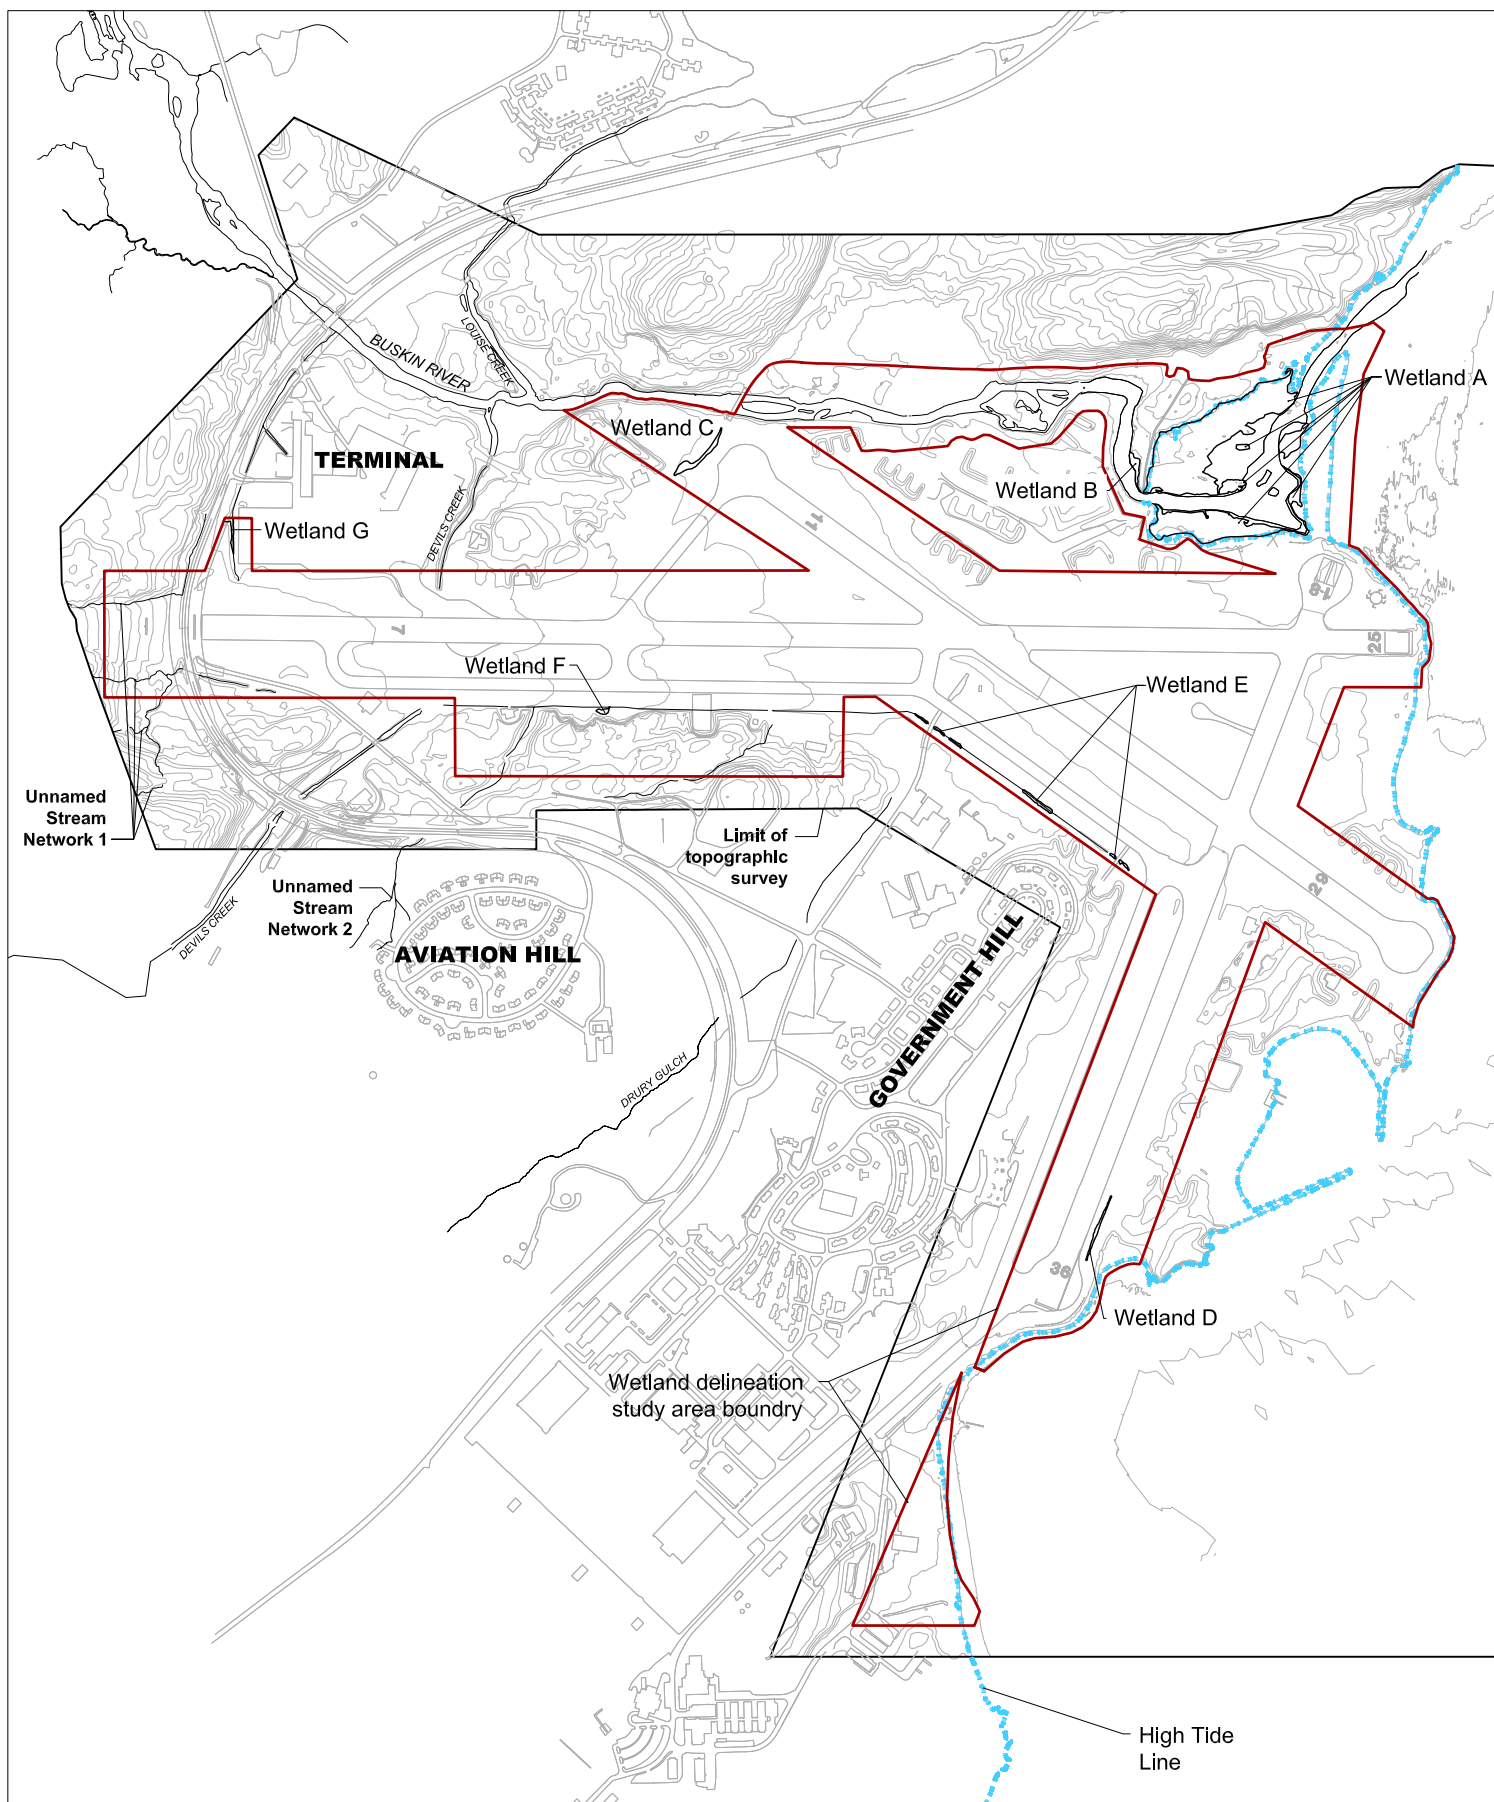 BUSKIN RIVER
LOUISE CREEK
Wetland A
Wetland C
TERMINAL
Wetland B
DEVILS CREEK
Wetland G
11
18
7
25
Wetland F
Wetland E
Unnamed
Stream
Network 1
Limit of
topographic
survey
Unnamed
Stream
Network 2
29
DEVILS CREEK
AVIATION HILL
GOVERNMENT HILL
DRURY GULCH
36
Wetland D
Wetland delineation
study area boundry
High Tide
Line